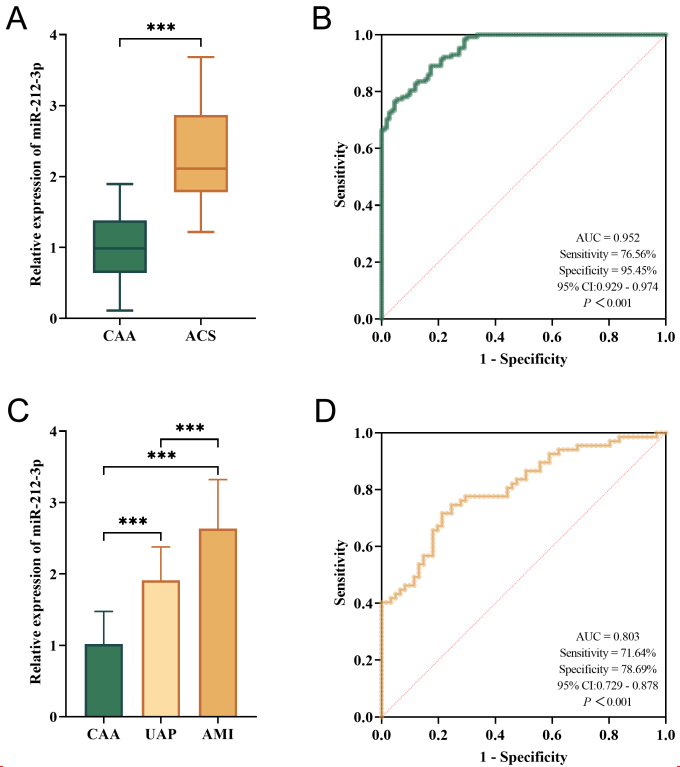 A
***
Relative expression of miR-212-3p
4
3
2
1
0
CAA ACS
B
Sensitivity
1.0
0.8
0.6
0.4
0.2
0.0
AUC = 0.952
Sensitivity = 76.56%
Specificity = 95.45%
95% CI:0.929 - 0.974
P < 0.001
0.0 0.2 0.4 0.6 0.8 1.0
1 - Specificity
C
***
***
***
Relative expression of miR-212-3p
4
3
2
1
0
CAA UAP AMI
D
Sensitivity
1.0
0.8
0.6
0.4
0.2
0.0
AUC = 0.803
Sensitivity = 71.64%
Specificity = 78.69%
95% CI:0.729 - 0.878
P < 0.001
0.0 0.2 0.4 0.6 0.8 1.0
1 - Specificity